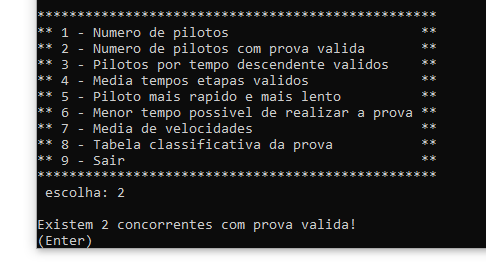 **************************************************
** 1 - Numero de pilotos                        **
** 2 - Numero de pilotos com prova valida       **
** 3 - Pilotos por tempo descendente validos    **
** 4 - Media tempos etapas validos              **
** 5 - Piloto mais rapido e mais lento          **
** 6 - Menor tempo possivel de realizar a prova **
** 7 - Media de velocidades                     **
** 8 - Tabela classificativa da prova           **
** 9 - Sair                                     **
**************************************************
escolha: 2
Existem 2 concorrentes com prova valida!
(Enter)